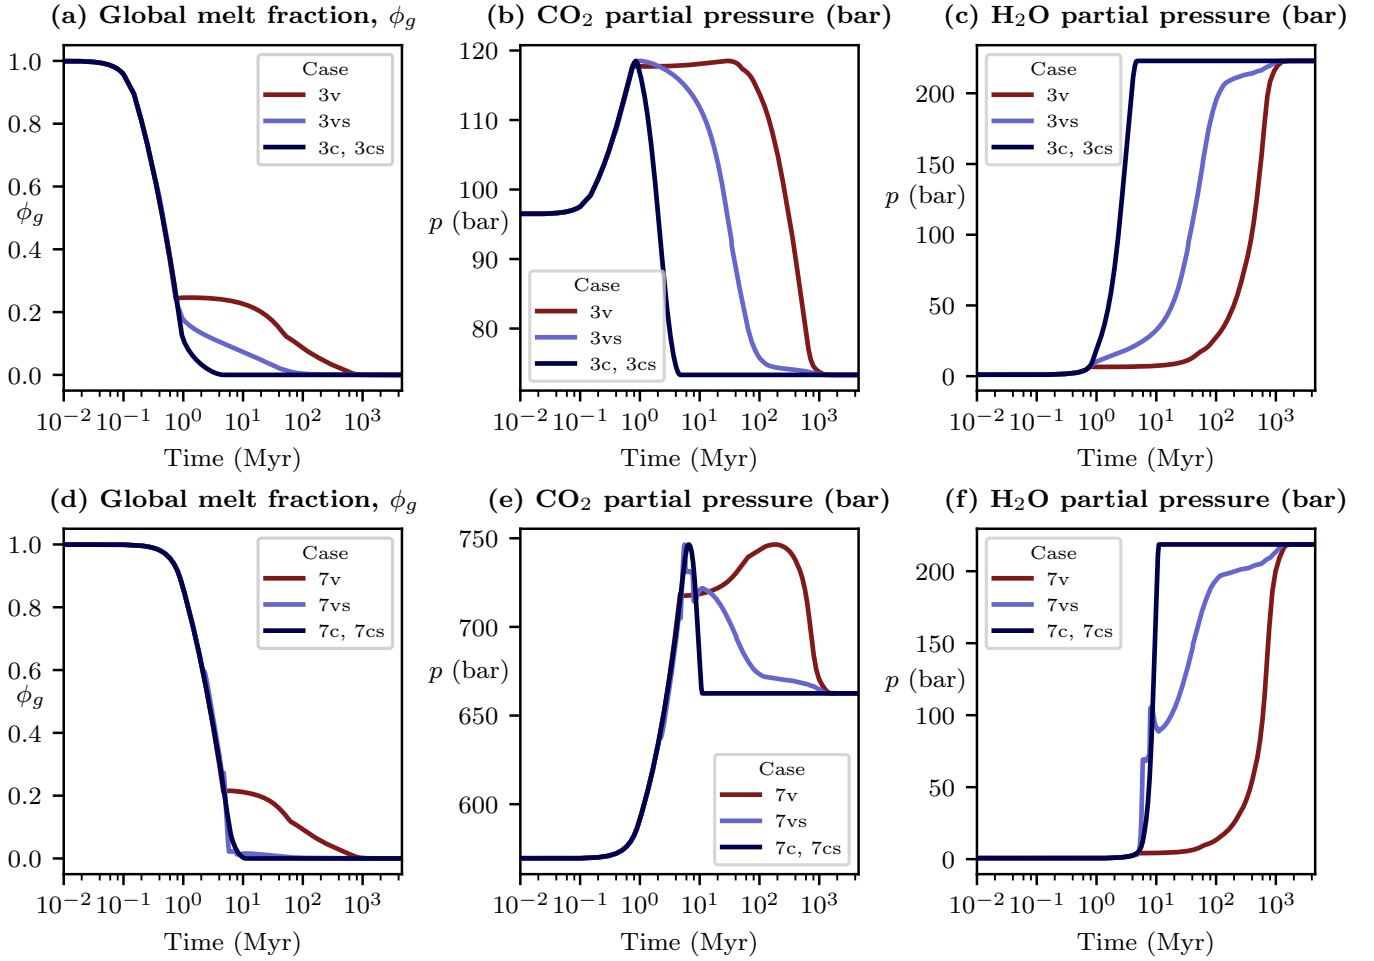 (a) Global melt fraction, ϕg
(b) CO2 partial pressure (bar)
(c) H2O partial pressure (bar)
1.0
0.8
0.6
ϕg
0.4
0.2
0.0
Case
3v
3vs
3c, 3cs
10−2 10−1 100 101 102 103
Time (Myr)
120
110
100
p (bar)
90
80
Case
3v
3vs
3c, 3cs
10−2 10−1 100 101 102 103
Time (Myr)
200
150
p (bar)
100
50
0
Case
3v
3vs
3c, 3cs
10−2 10−1 100 101 102 103
Time (Myr)
(d) Global melt fraction, ϕg
(e) CO2 partial pressure (bar)
(f) H2O partial pressure (bar)
1.0
0.8
0.6
ϕg
0.4
0.2
0.0
Case
7v
7vs
7c, 7cs
10−2 10−1 100 101 102 103
Time (Myr)
750
700
p (bar)
650
600
Case
7v
7vs
7c, 7cs
10−2 10−1 100 101 102 103
Time (Myr)
200
150
p (bar)
100
50
0
Case
7v
7vs
7c, 7cs
10−2 10−1 100 101 102 103
Time (Myr)